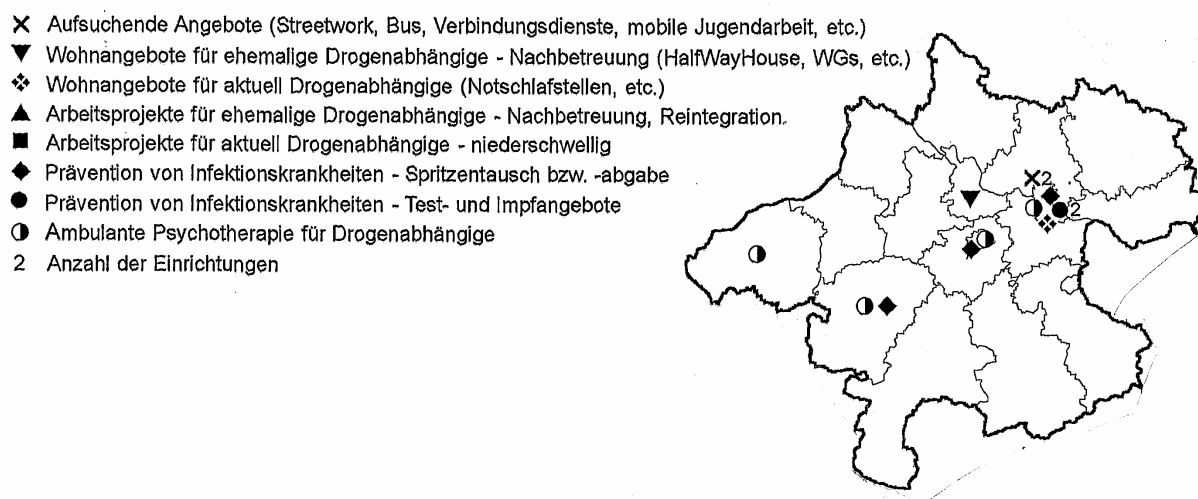 Aufsuchende Angebote (Streetwork, Bus, Verbindungsdienste, mobile Jugendarbeit, etc.)
Wohnangebote für ehemalige Drogenabhängige - Nachbetreuung (HalfWayHouse, WGs, etc.)
Wohnangebote für aktuell Drogenabhängige (Notschlafstellen, etc.)
Arbeitsprojekte für ehemalige Drogenabhängige - Nachbetreuung, Reintegration
Arbeitsprojekte für aktuell Drogenabhängige - niederschwellig
Prävention von Infektionskrankheiten - Spritzentausch bzw. -abgabe
Prävention von Infektionskrankheiten - Test- und Impfangebote
Ambulante Psychotherapie für Drogenabhängige
2 Anzahl der Einrichtungen
2
2